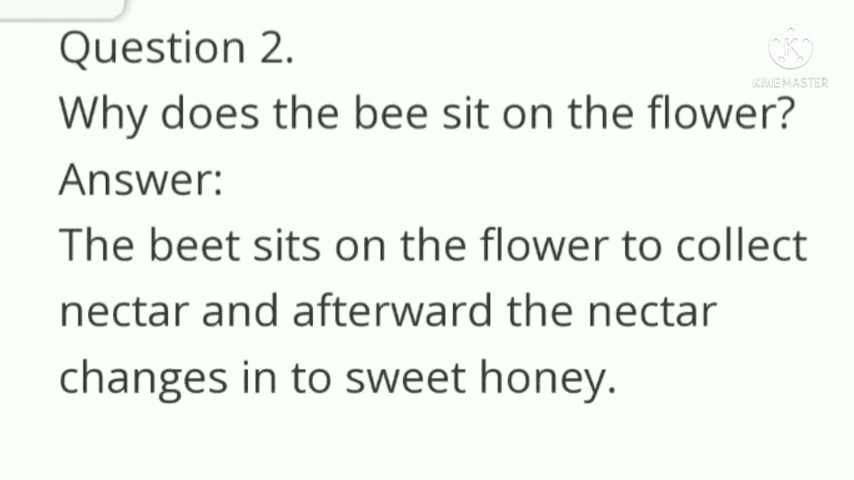 Question 2.
KINEMASTER
Why does the bee sit on the flower?
Answer:
The beet sits on the flower to collect
nectar and afterward the nectar
changes in to sweet honey.